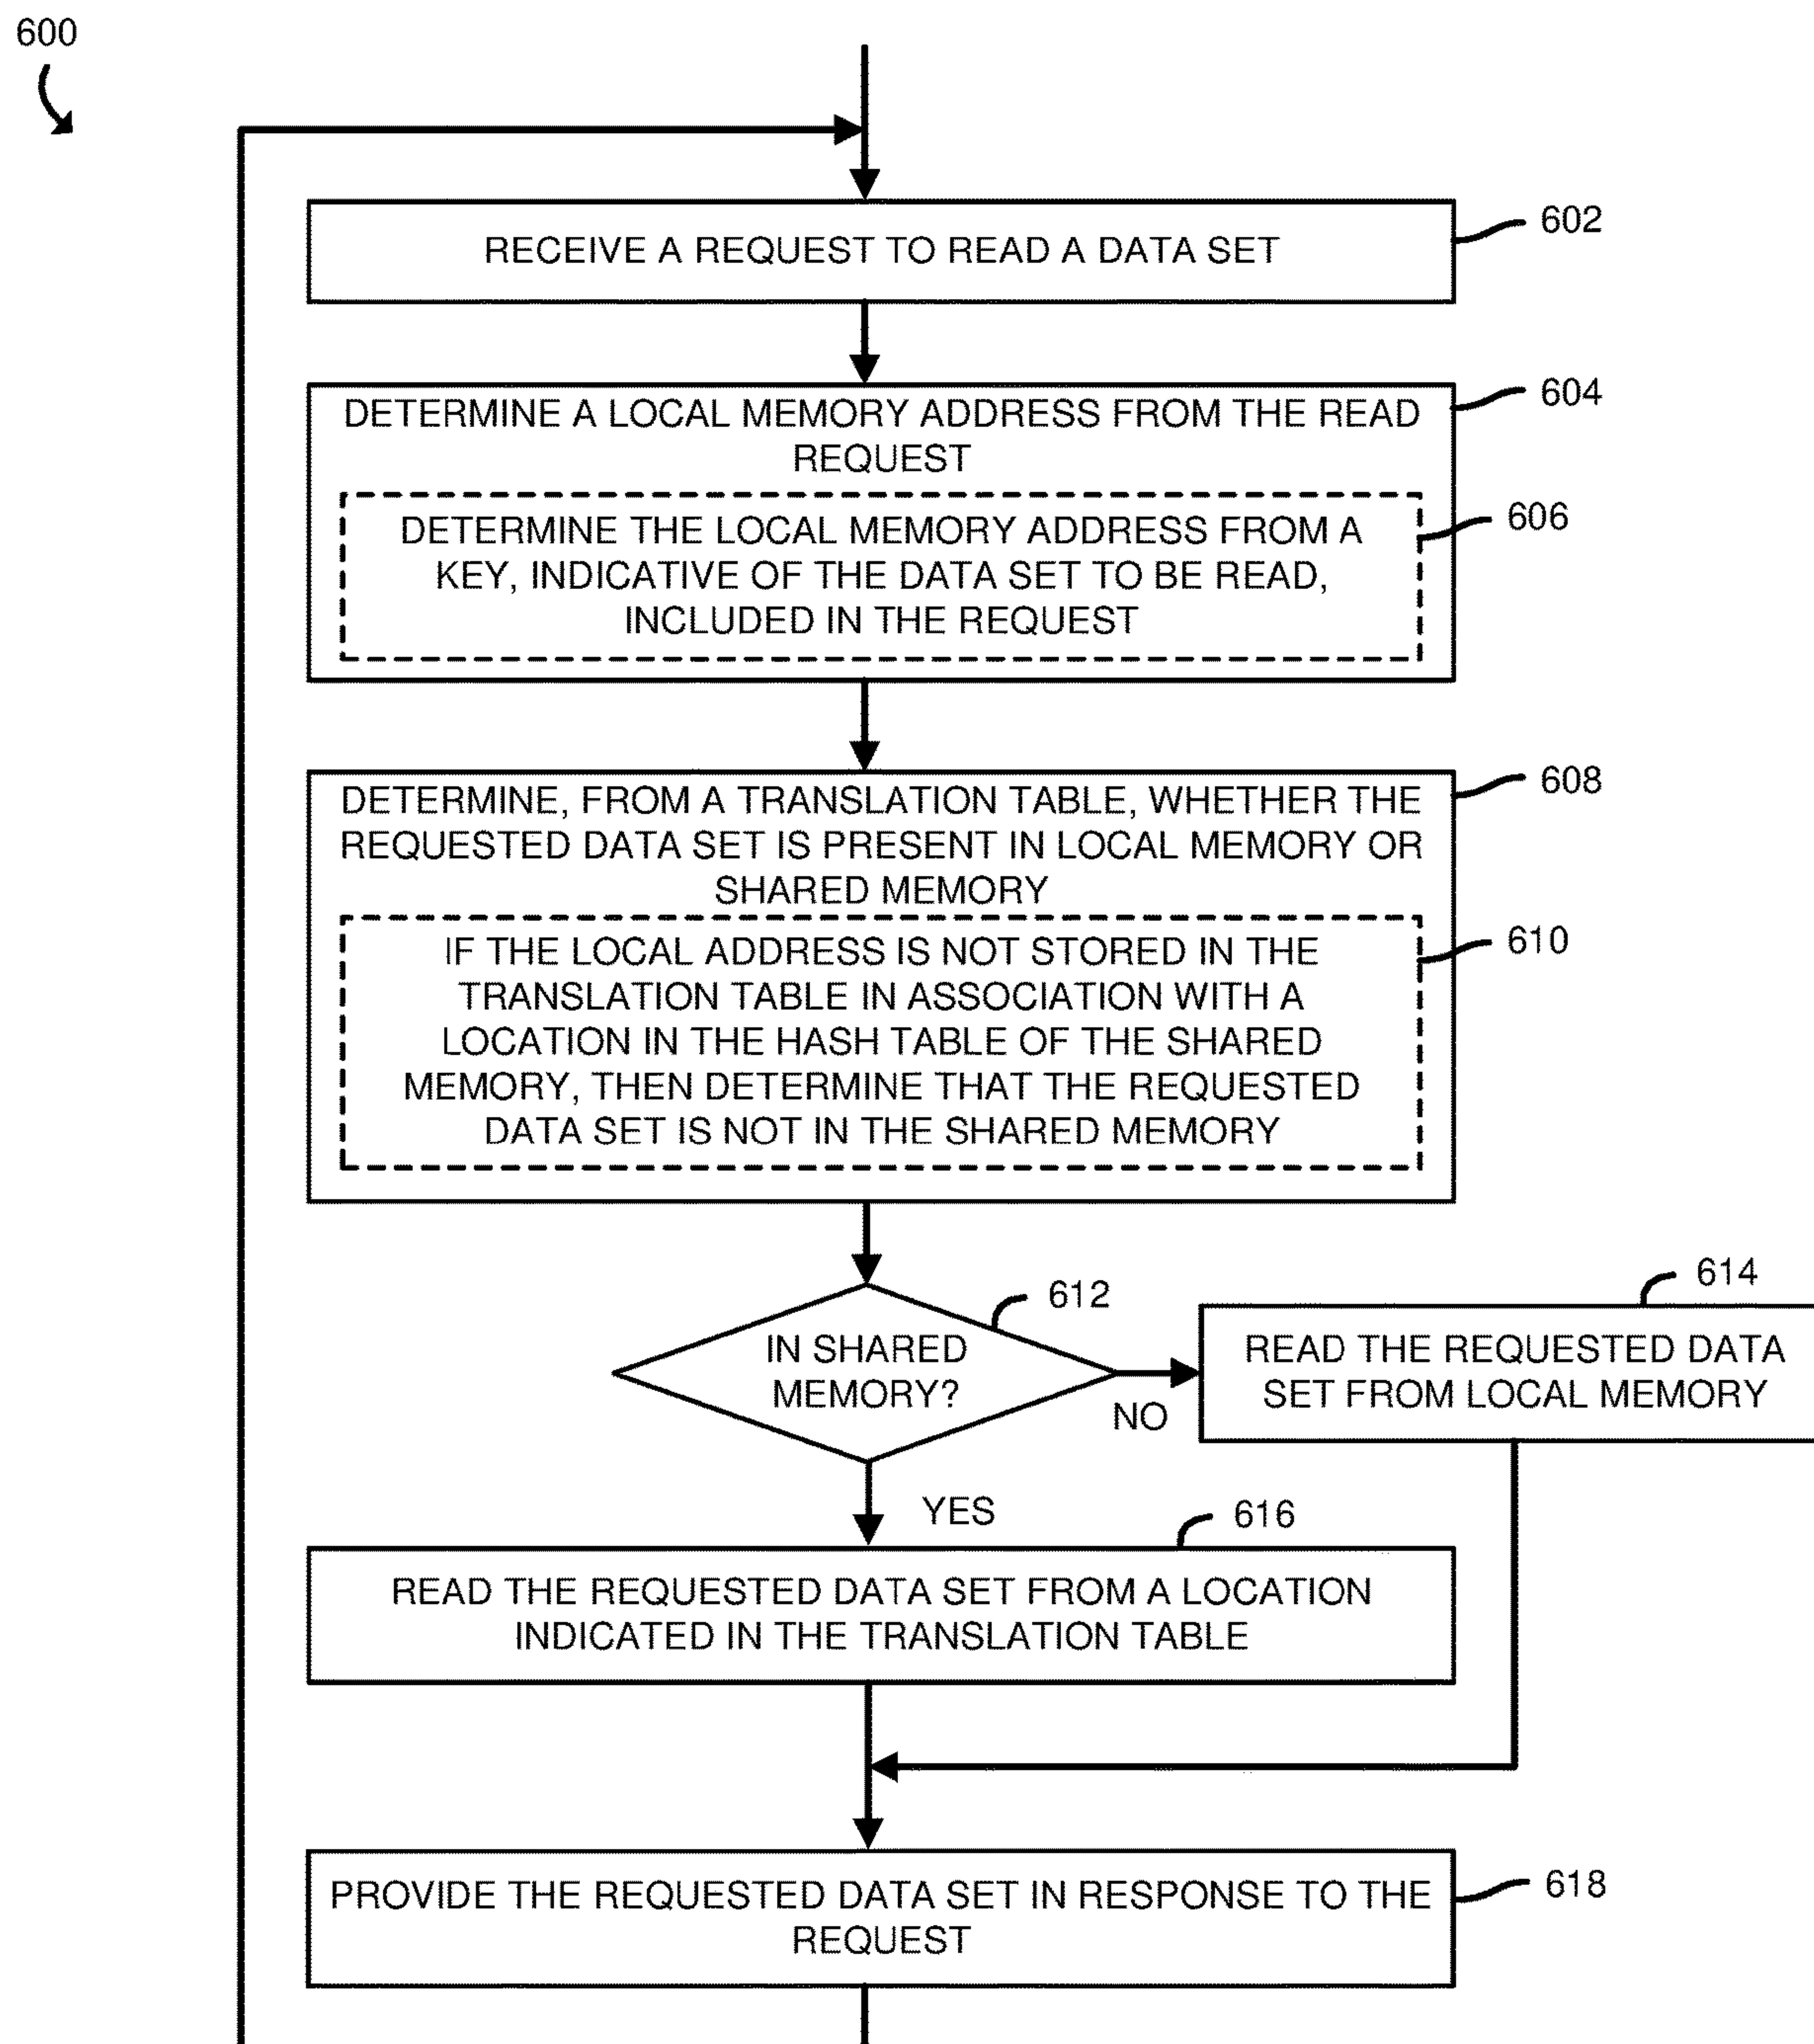 600
RECEIVE A REQUEST TO READ A DATA SET
602
DETERMINE A LOCAL MEMORY ADDRESS FROM THE READ
REQUEST
604
DETERMINE THE LOCAL MEMORY ADDRESS FROM A
KEY, INDICATIVE OF THE DATA SET TO BE READ,
INCLUDED IN THE REQUEST
606
DETERMINE, FROM A TRANSLATION TABLE, WHETHER THE
REQUESTED DATA SET IS PRESENT IN LOCAL MEMORY OR
SHARED MEMORY
608
IF THE LOCAL ADDRESS IS NOT STORED IN THE
TRANSLATION TABLE IN ASSOCIATION WITH A
LOCATION IN THE HASH TABLE OF THE SHARED
MEMORY, THEN DETERMINE THAT THE REQUESTED
DATA SET IS NOT IN THE SHARED MEMORY
610
IN SHARED
MEMORY?
612
NO
READ THE REQUESTED DATA
SET FROM LOCAL MEMORY
614
YES
READ THE REQUESTED DATA SET FROM A LOCATION
INDICATED IN THE TRANSLATION TABLE
616
PROVIDE THE REQUESTED DATA SET IN RESPONSE TO THE
REQUEST
618